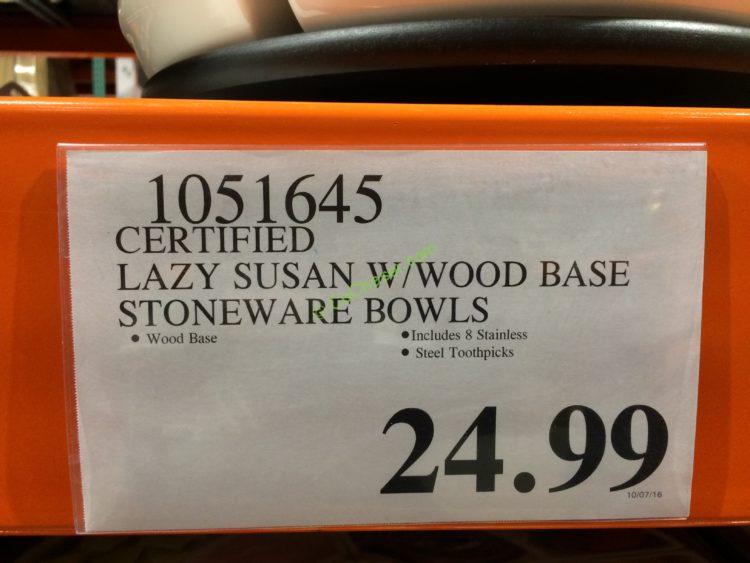 1051645
CERTIFIED
LAZY SUSAN W/WOOD BASE
STONEWARE BOWLS
• Wood Base
• Includes 8 Stainless
• Steel Toothpicks
24.99
10/07/16